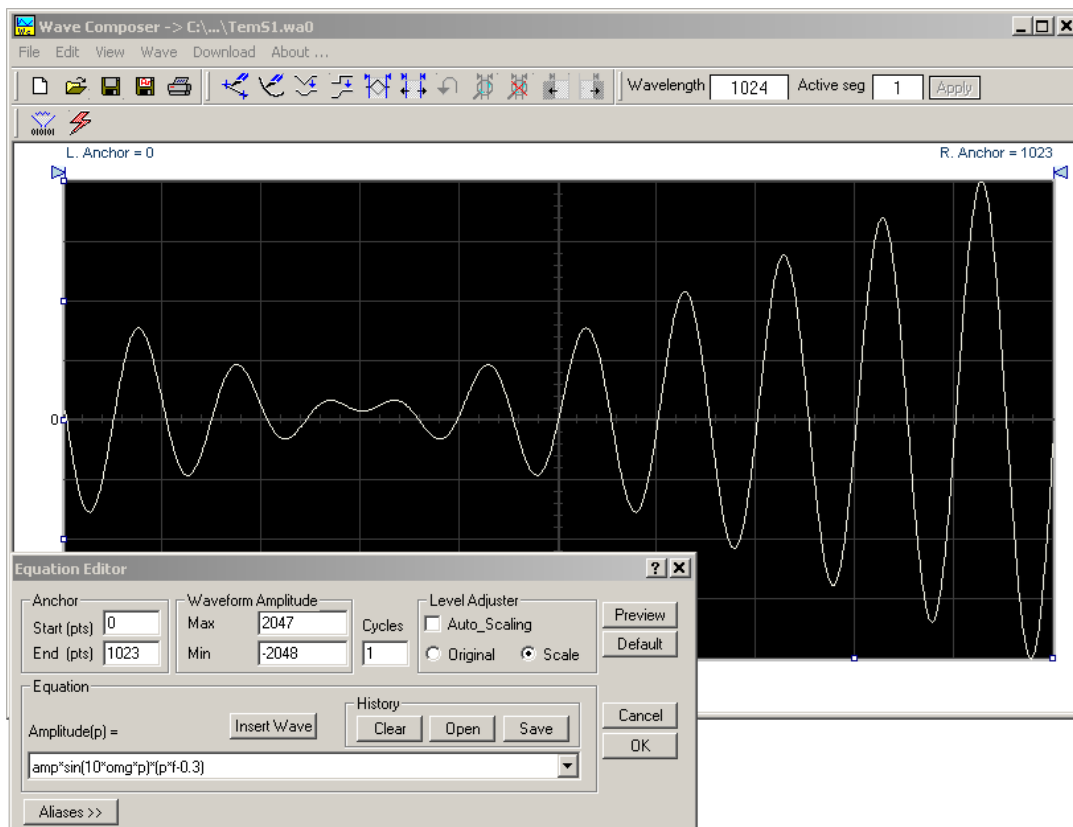 Wave Composer -> C:\...\TemS1.wa0
File Edit View Wave Download About ...
Wavelength 1024 Active seg 1 Apply
010101
L. Anchor = 0 R. Anchor = 1023
0
Equation Editor
Anchor
Start (pts) 0
End (pts) 1023
Waveform Amplitude
Max 2047
Min -2048
Cycles
1
Level Adjuster
Auto_Scaling
Original Scale
Preview
Default
Equation
Amplitude(p) =
Insert Wave
History
Clear Open Save
Cancel
OK
amp*sin(10*omg*p)*(p*f-0.3)
Aliases >>